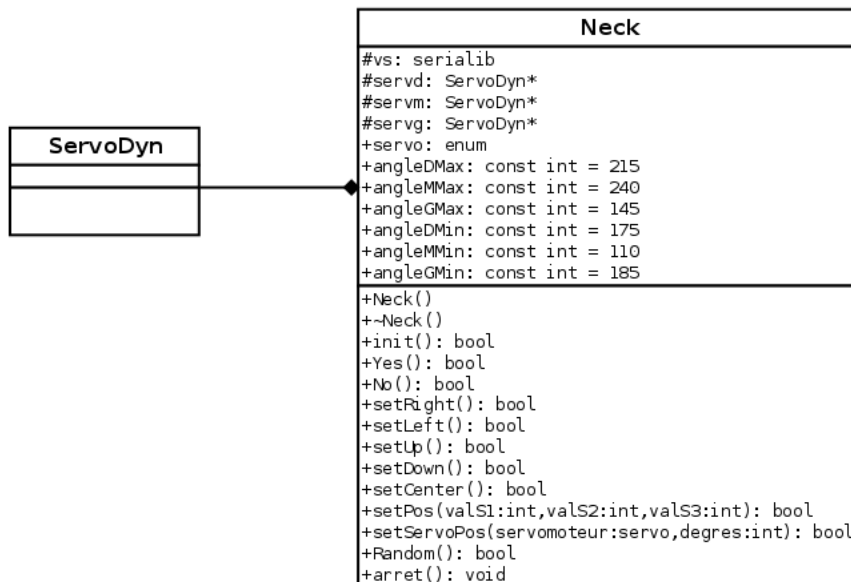 Neck
#vs: serialib
#servd: ServoDyn*
#servm: ServoDyn*
#servg: ServoDyn*
+servo: enum
+angleDMax: const int = 215
+angleMMax: const int = 240
+angleGMax: const int = 145
+angleDMin: const int = 175
+angleMMin: const int = 110
+angleGMin: const int = 185
+Neck()
+~Neck()
+init(): bool
+Yes(): bool
+No(): bool
+setRight(): bool
+setLeft(): bool
+setUp(): bool
+setDown(): bool
+setCenter(): bool
+setPos(valS1:int,valS2:int,valS3:int): bool
+setServoPos(servomoteur:servo,degres:int): bool
+Random(): bool
+arret(): void
ServoDyn